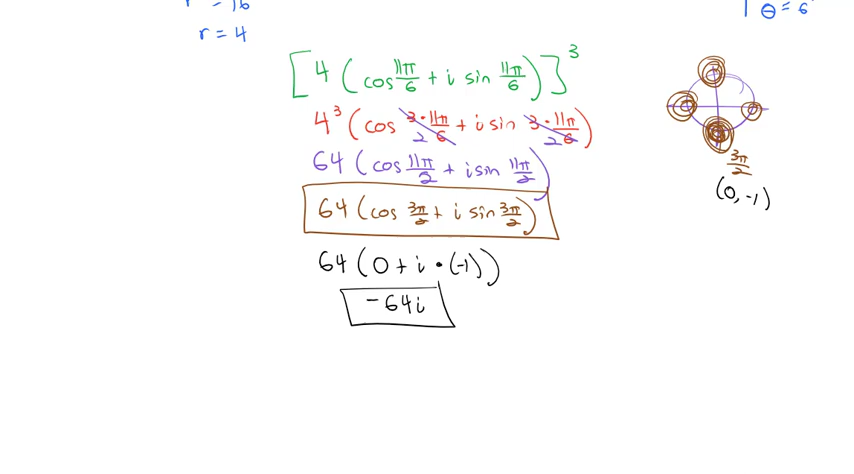 r = 16
θ = 6
r = 4
[4 (cos 11π/6 + i sin 11π/6)]³
4³ (cos 3·11π/6 + i sin 3·11π/6)
2 2
64 (cos 11π/2 + i sin 11π/2)
64 (cos 3π/2 + i sin 3π/2)
64 (0 + i • (-1))
-64i
3π/2
(0, -1)